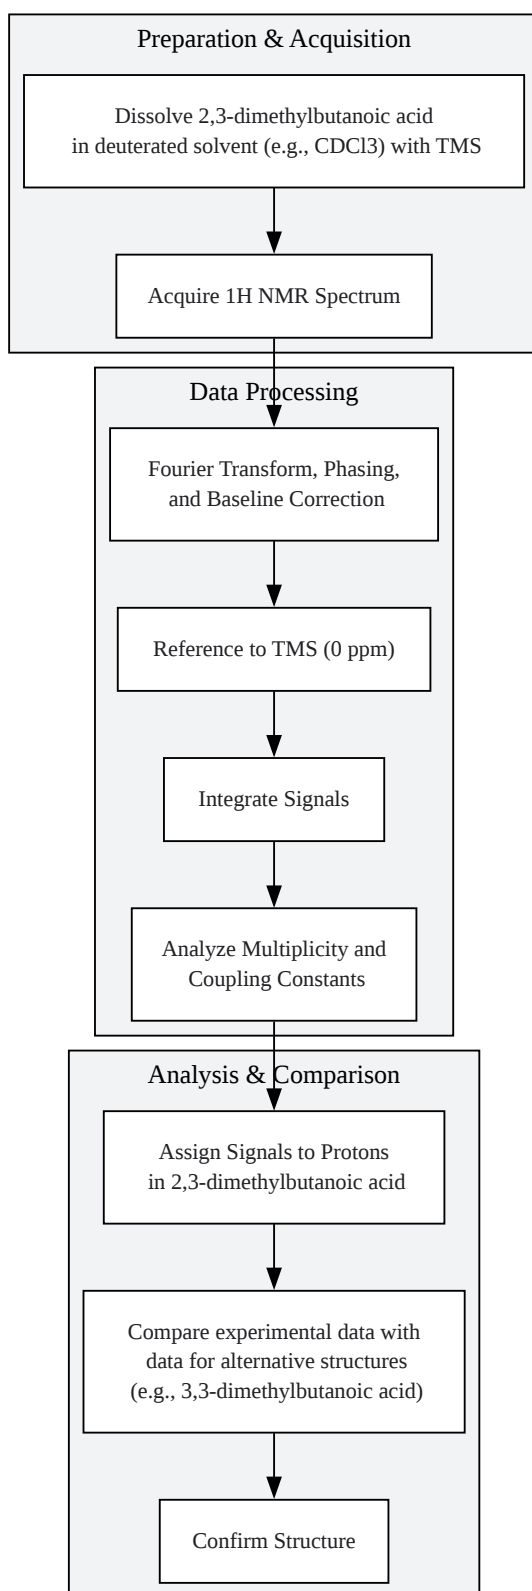 Preparation & Acquisition
Dissolve 2,3-dimethylbutanoic acid
in deuterated solvent (e.g., CDCl3) with TMS
Acquire 1H NMR Spectrum
Data Processing
Fourier Transform, Phasing,
and Baseline Correction
Reference to TMS (0 ppm)
Integrate Signals
Analyze Multiplicity and
Coupling Constants
Analysis & Comparison
Assign Signals to Protons
in 2,3-dimethylbutanoic acid
Compare experimental data with
data for alternative structures
(e.g., 3,3-dimethylbutanoic acid)
Confirm Structure